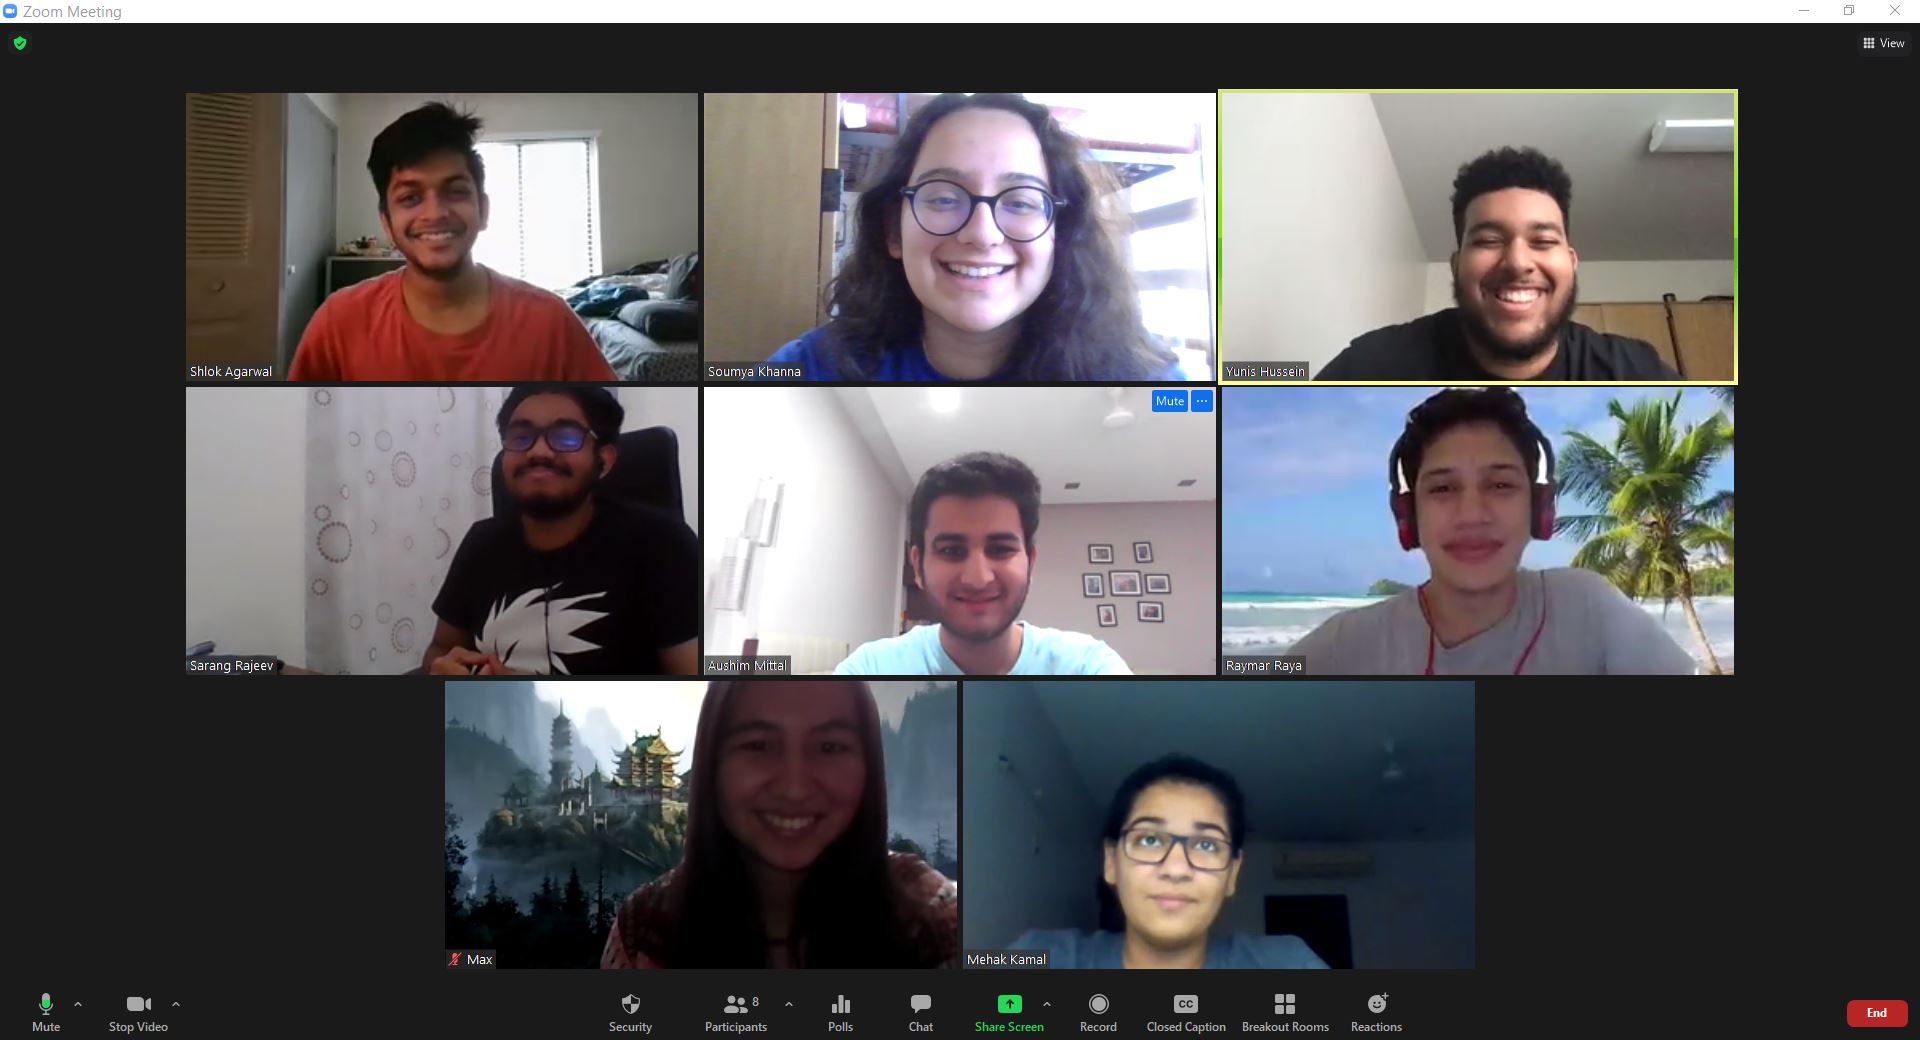 Zoom Meeting
View
Shlok Agarwal
Soumya Khanna
Yunis Hussein
Sarang Rajeev
Mute
Aushim Mittal
Raymar Raya
Max
Mehak Kamal
Mute
Stop Video
Security
8
Participants
Polls
Chat
Share Screen
Record
CC
Closed Caption
Breakout Rooms
Reactions
End